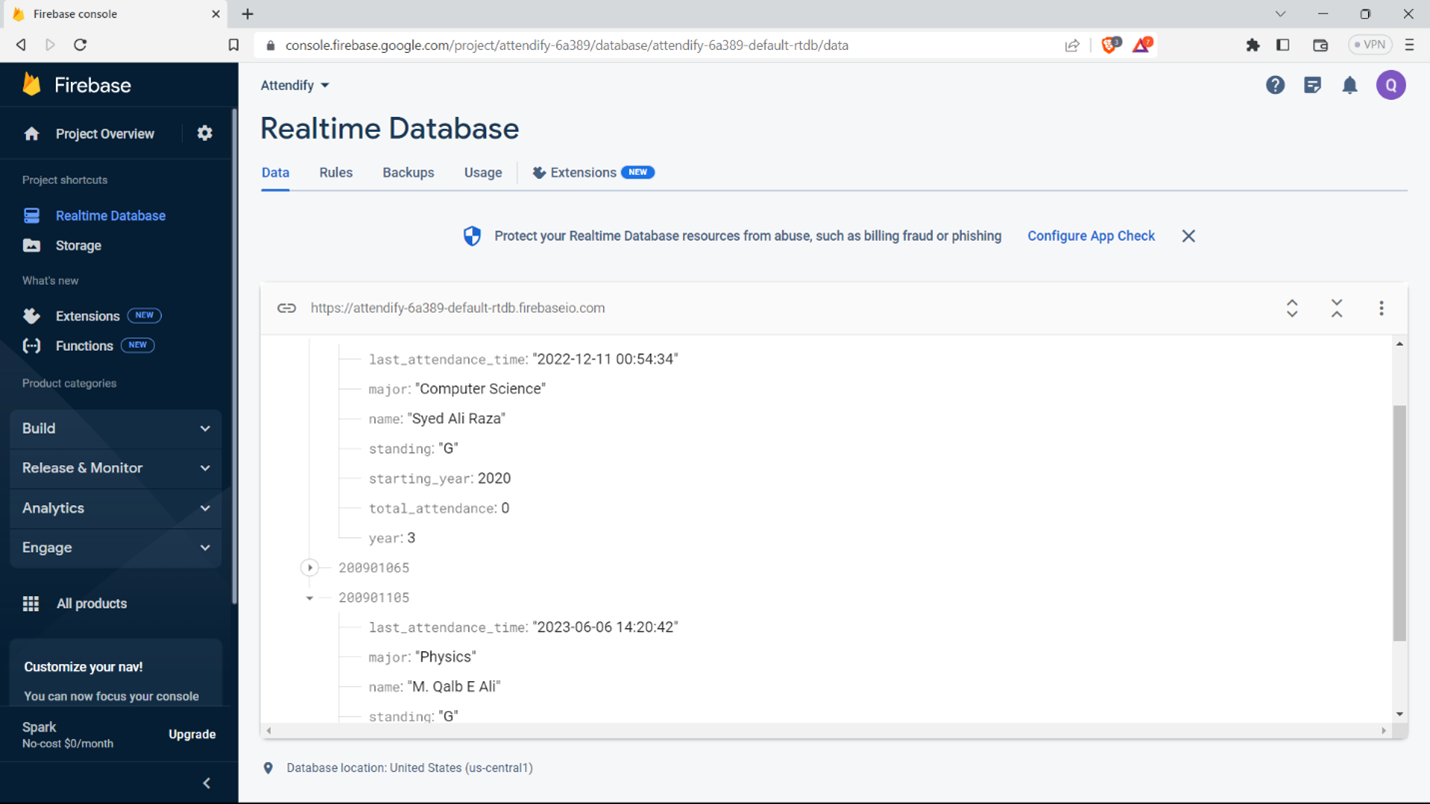 Firebase console
console.firebase.google.com/project/attendify-6a389/database/attendify-6a389-default-rtdb/data
3
7
VPN
Firebase
Project Overview
Project shortcuts
Realtime Database
Storage
What's new
Extensions NEW
Functions NEW
Product categories
Build
Release & Monitor
Analytics
Engage
All products
Customize your nav!
You can now focus your console
Spark
No-cost $0/month
Upgrade
Attendify
Q
Realtime Database
Data Rules Backups Usage Extensions NEW
Protect your Realtime Database resources from abuse, such as billing fraud or phishing Configure App Check
https://attendify-6a389-default-rtdb.firebaseio.com
last_attendance_time: "2022-12-11 00:54:34"
major: "Computer Science"
name: "Syed Ali Raza"
standing: "G"
starting_year: 2020
total_attendance: 0
year: 3
200901065
200901105
last_attendance_time: "2023-06-06 14:20:42"
major: "Physics"
name: "M. Qalb E Ali"
standing: "G"
Database location: United States (us-central1)